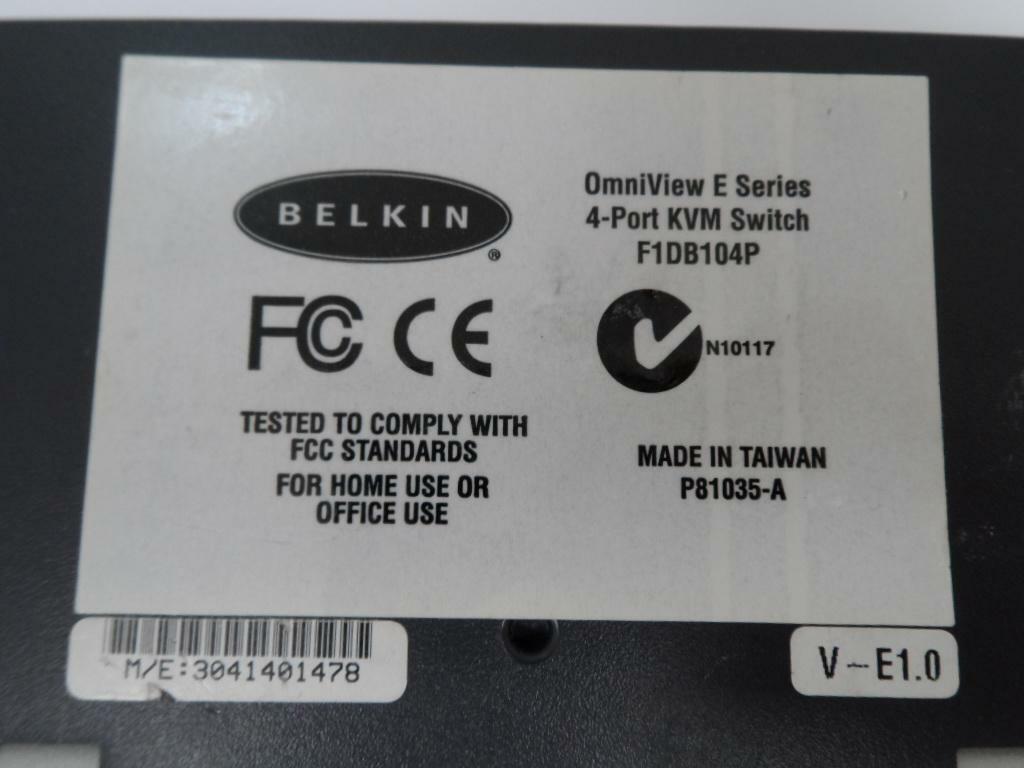 BELKIN
®
OmniView E Series
4-Port KVM Switch
F1DB104P
FC CE
N10117
TESTED TO COMPLY WITH
FCC STANDARDS
FOR HOME USE OR
OFFICE USE
MADE IN TAIWAN
P81035-A
M/E:3041401478
V-E1.0